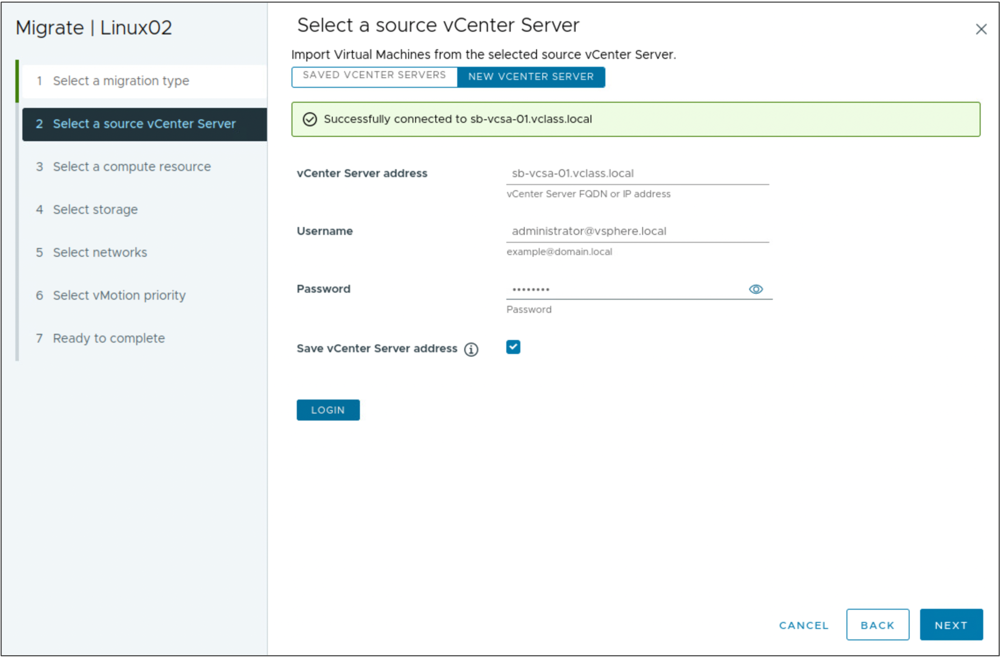 Migrate | Linux02
1 Select a migration type
2 Select a source vCenter Server
3 Select a compute resource
4 Select storage
5 Select networks
6 Select vMotion priority
7 Ready to complete
Select a source vCenter Server
Import Virtual Machines from the selected source vCenter Server.
SAVED VCENTER SERVERS NEW VCENTER SERVER
Successfully connected to sb-vcsa-01.vclass.local
vCenter Server address sb-vcsa-01.vclass.local
vCenter Server FQDN or IP address
Username administrator@vsphere.local
example@domain.local
Password ••••••••
Password
Save vCenter Server address
LOGIN
CANCEL BACK NEXT